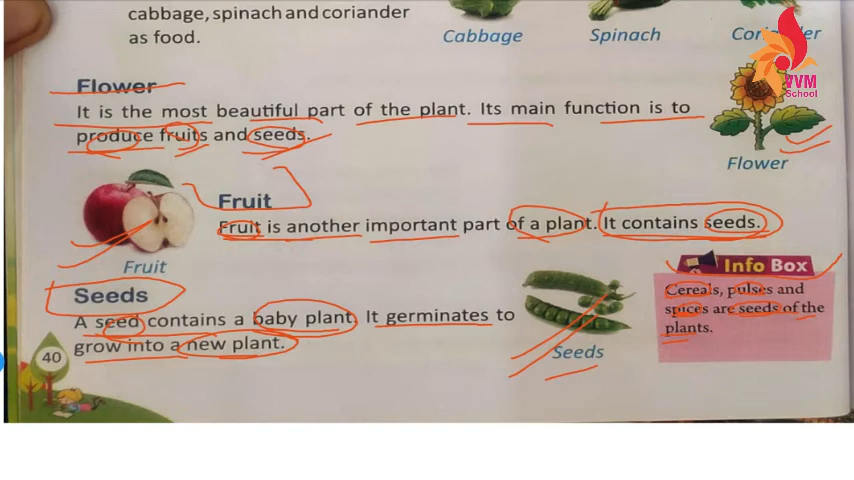 cabbage, spinach and coriander
as food.
Cabbage
Spinach
VVM
School
Flower
It is the most beautiful part of the plant. Its main function is to
produce fruits and seeds.
Flower
Fruit
Fruit is another important part of a plant. It contains seeds.
Fruit
Info Box
Cereals, pulses and
spices are seeds of the
plants.
Seeds
A seed contains a baby plant. It germinates to
grow into a new plant.
Seeds
40